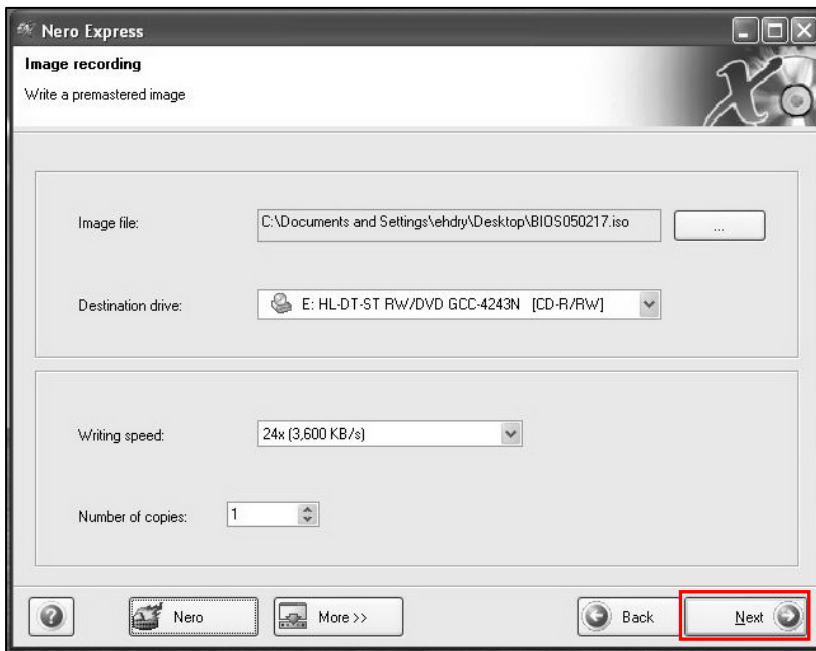 Nero Express
Image recording
Write a premastered image
Image file: C:\Documents and Settings\ehdry\Desktop\BIOS050217.iso ...
Destination drive: E: HL-DT-ST RW/DVD GCC-4243N [CD-R/RW]
Writing speed: 24x (3,600 KB/s)
Number of copies: 1
? Nero More >> Back Next